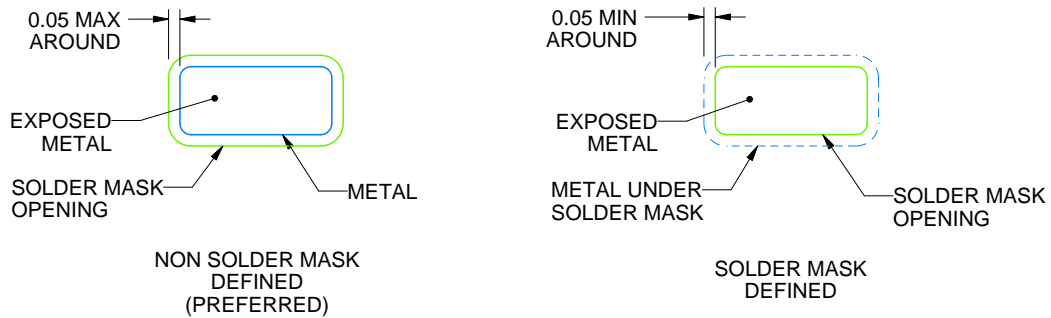 0.05 MAX
AROUND
EXPOSED
METAL
SOLDER MASK
OPENING
METAL
NON SOLDER MASK
DEFINED
(PREFERRED)
0.05 MIN
AROUND
EXPOSED
METAL
METAL UNDER
SOLDER MASK
SOLDER MASK
OPENING
SOLDER MASK
DEFINED